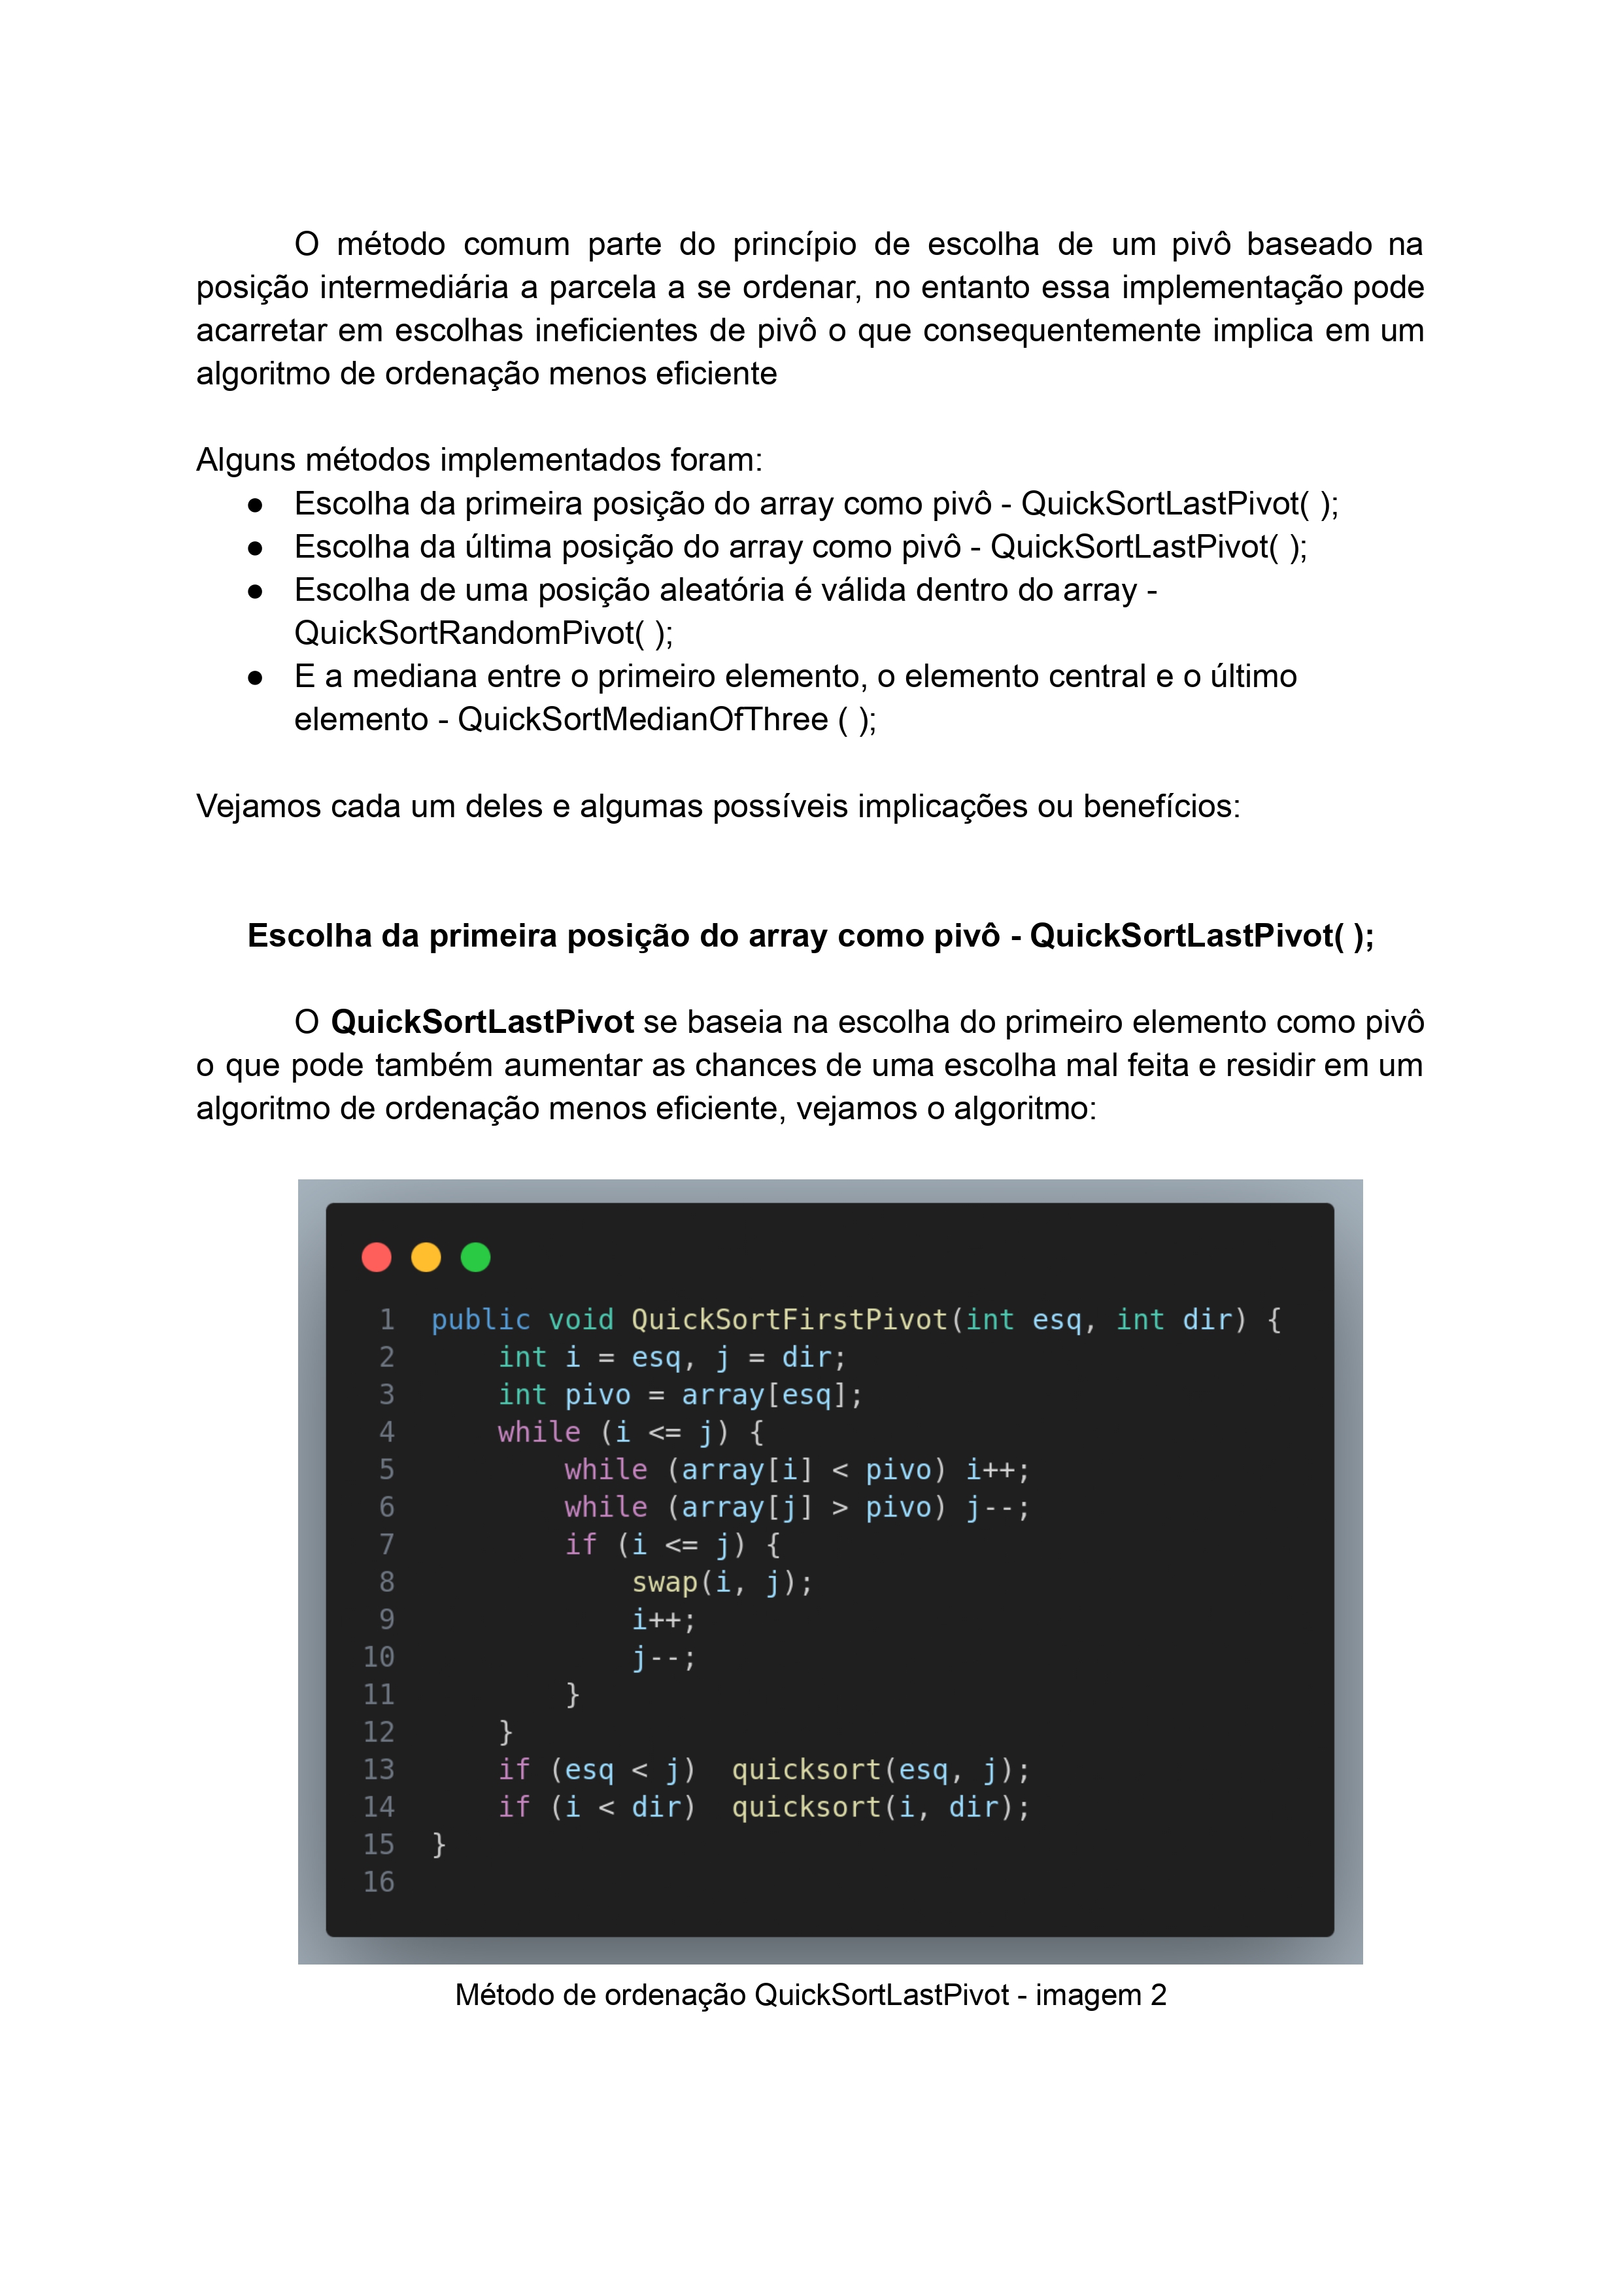 O método comum parte do princípio de escolha de um pivô baseado na
posição intermediária a parcela a se ordenar, no entanto essa implementação pode
acarretar em escolhas ineficientes de pivô o que consequentemente implica em um
algoritmo de ordenação menos eficiente
Alguns métodos implementados foram:
● Escolha da primeira posição do array como pivô - QuickSortLastPivot( );
● Escolha da última posição do array como pivô - QuickSortLastPivot( );
● Escolha de uma posição aleatória é válida dentro do array -
QuickSortRandomPivot( );
● E a mediana entre o primeiro elemento, o elemento central e o último
elemento - QuickSortMedianOfThree ( );
Vejamos cada um deles e algumas possíveis implicações ou benefícios:
Escolha da primeira posição do array como pivô - QuickSortLastPivot( );
O QuickSortLastPivot se baseia na escolha do primeiro elemento como pivô
o que pode também aumentar as chances de uma escolha mal feita e residir em um
algoritmo de ordenação menos eficiente, vejamos o algoritmo:
1 public void QuickSortFirstPivot(int esq, int dir) {
2     int i = esq, j = dir;
3     int pivo = array[esq];
4     while (i <= j) {
5         while (array[i] < pivo) i++;
6         while (array[j] > pivo) j--;
7         if (i <= j) {
8             swap(i, j);
9             i++;
10             j--;
11         }
12     }
13     if (esq < j)  quicksort(esq, j);
14     if (i < dir)  quicksort(i, dir);
15 }
16
Método de ordenação QuickSortLastPivot - imagem 2